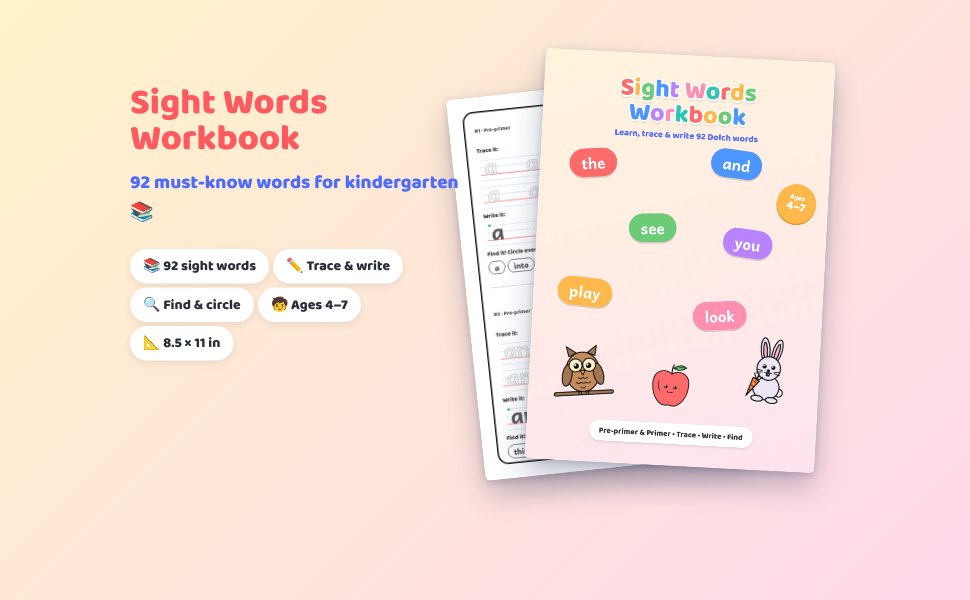 Sight Words
Workbook
92 must-know words for kindergarten
📚
📚 92 sight words
✏️ Trace & write
🔍 Find & circle
🧒 Ages 4–7
📐 8.5 × 11 in
#1 · Pre-primer
Trace it:
a a
a a
Write it:
a
Find it! Circle
a into
#2 · Pre-primer
Trace it:
Write it:
Find it!
Sight Words
Workbook
Learn, trace & write 92 Dolch words
the
and
Ages
4–7
see
you
play
look
Pre-primer & Primer • Trace • Write • Find